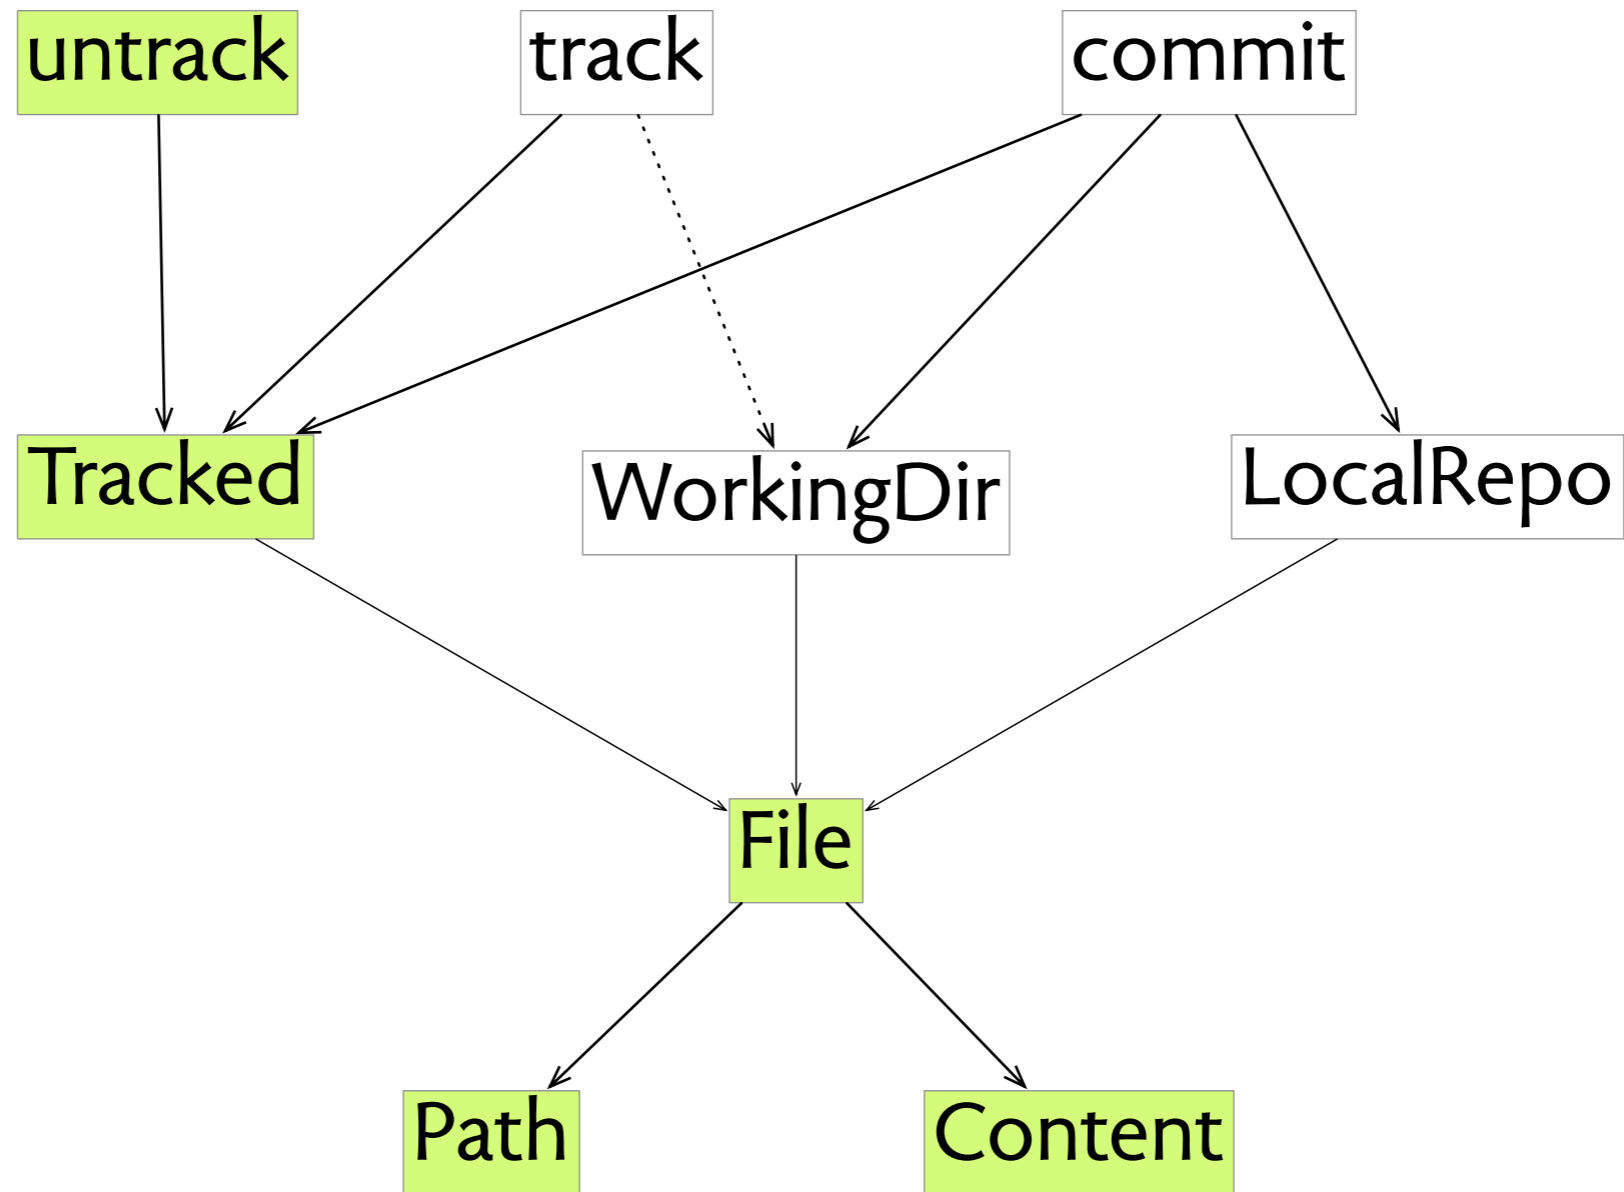 untrack
track
commit
Tracked
WorkingDir
LocalRepo
File
Path
Content